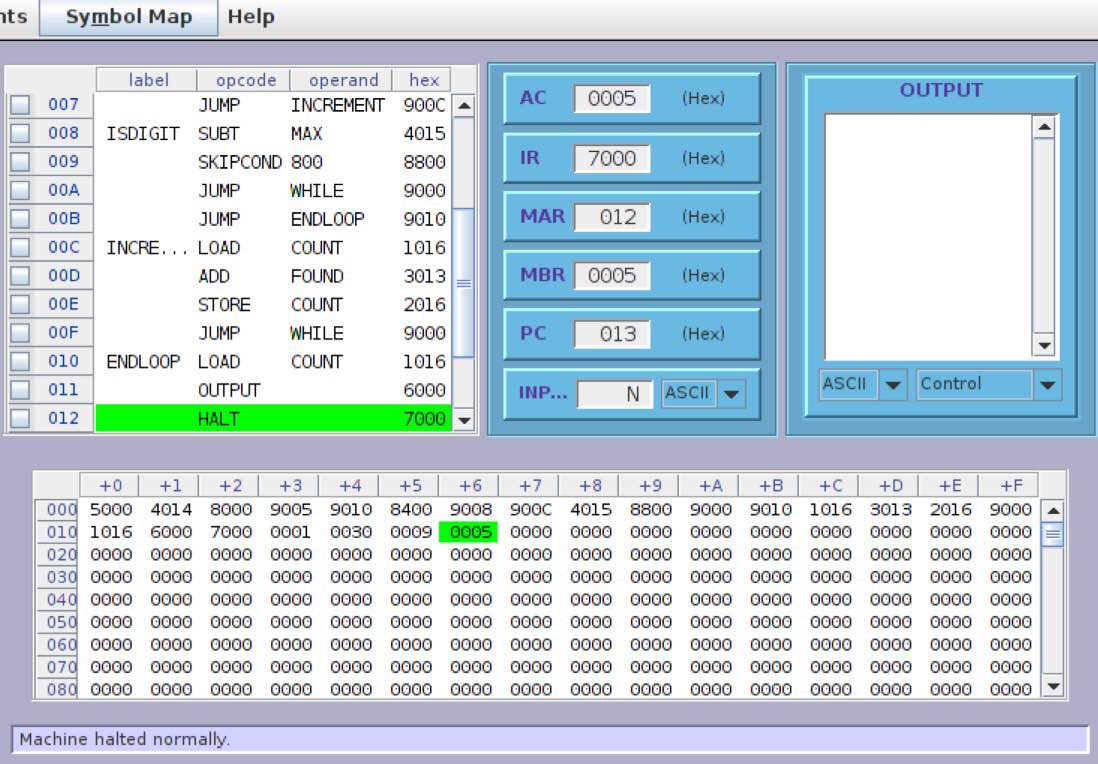 nts Symbol Map Help
label opcode operand hex
007 JUMP INCREMENT 900C
008 ISDIGIT SUBT MAX 4015
009 SKIPCOND 800 8800
00A JUMP WHILE 9000
00B JUMP ENDLOOP 9010
00C INCRE... LOAD COUNT 1016
00D ADD FOUND 3013
00E STORE COUNT 2016
00F JUMP WHILE 9000
010 ENDLOOP LOAD COUNT 1016
011 OUTPUT 6000
012 HALT 7000
AC 0005 (Hex)
IR 7000 (Hex)
MAR 012 (Hex)
MBR 0005 (Hex)
PC 013 (Hex)
INP... N ASCII
OUTPUT
ASCII Control
+0 +1 +2 +3 +4 +5 +6 +7 +8 +9 +A +B +C +D +E +F
000 5000 4014 8000 9005 9010 8400 9008 900C 4015 8800 9000 9010 1016 3013 2016 9000
010 1016 6000 7000 0001 0030 0009 0005 0000 0000 0000 0000 0000 0000 0000 0000 0000
020 0000 0000 0000 0000 0000 0000 0000 0000 0000 0000 0000 0000 0000 0000 0000 0000
030 0000 0000 0000 0000 0000 0000 0000 0000 0000 0000 0000 0000 0000 0000 0000 0000
040 0000 0000 0000 0000 0000 0000 0000 0000 0000 0000 0000 0000 0000 0000 0000 0000
050 0000 0000 0000 0000 0000 0000 0000 0000 0000 0000 0000 0000 0000 0000 0000 0000
060 0000 0000 0000 0000 0000 0000 0000 0000 0000 0000 0000 0000 0000 0000 0000 0000
070 0000 0000 0000 0000 0000 0000 0000 0000 0000 0000 0000 0000 0000 0000 0000 0000
080 0000 0000 0000 0000 0000 0000 0000 0000 0000 0000 0000 0000 0000 0000 0000 0000
Machine halted normally.